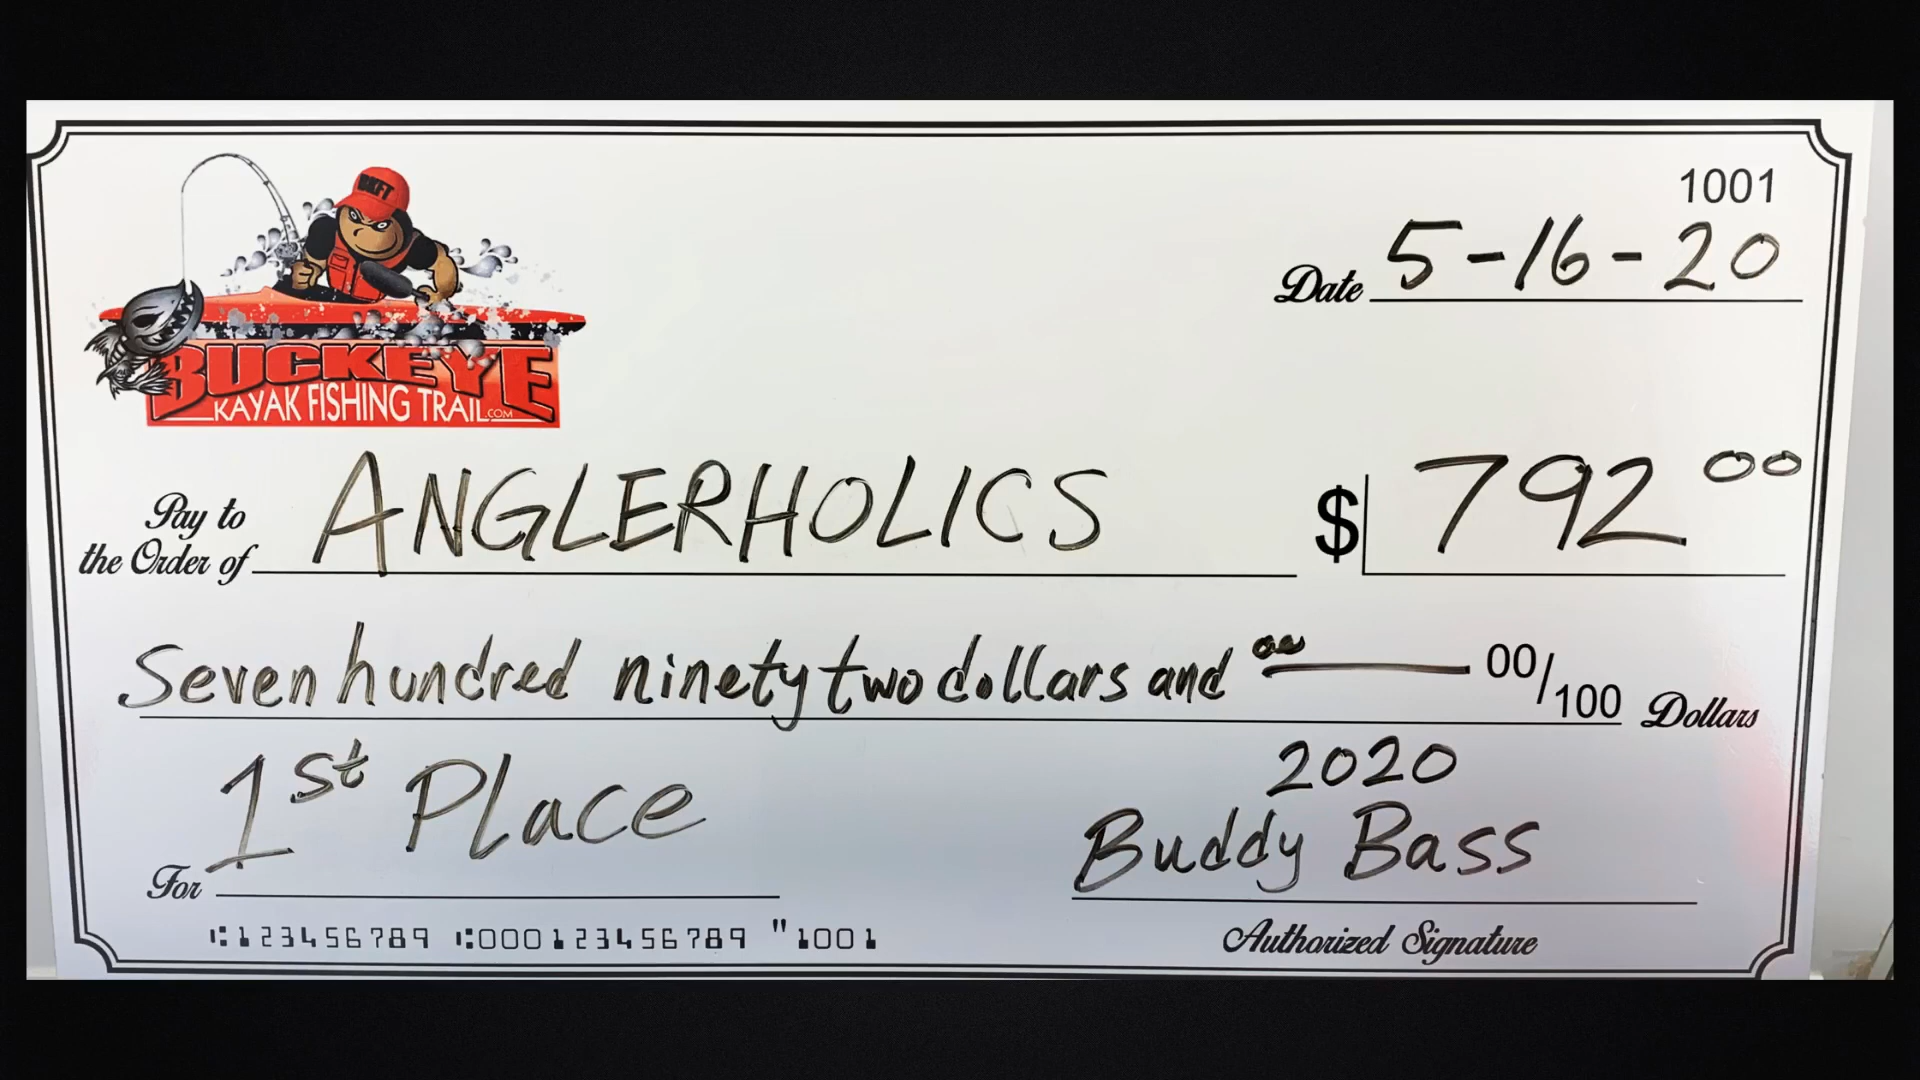 BKFT
BUCKEYE
KAYAK FISHING TRAIL.COM
1001
Date 5-16-20
Pay to
the Order of ANGLERHOLICS $ 792 00
Seven hundred ninety two dollars and 00/100 Dollars
For 1st Place
2020
Buddy Bass
Authorized Signature
⑆123456789 ⑆000123456789 "1001